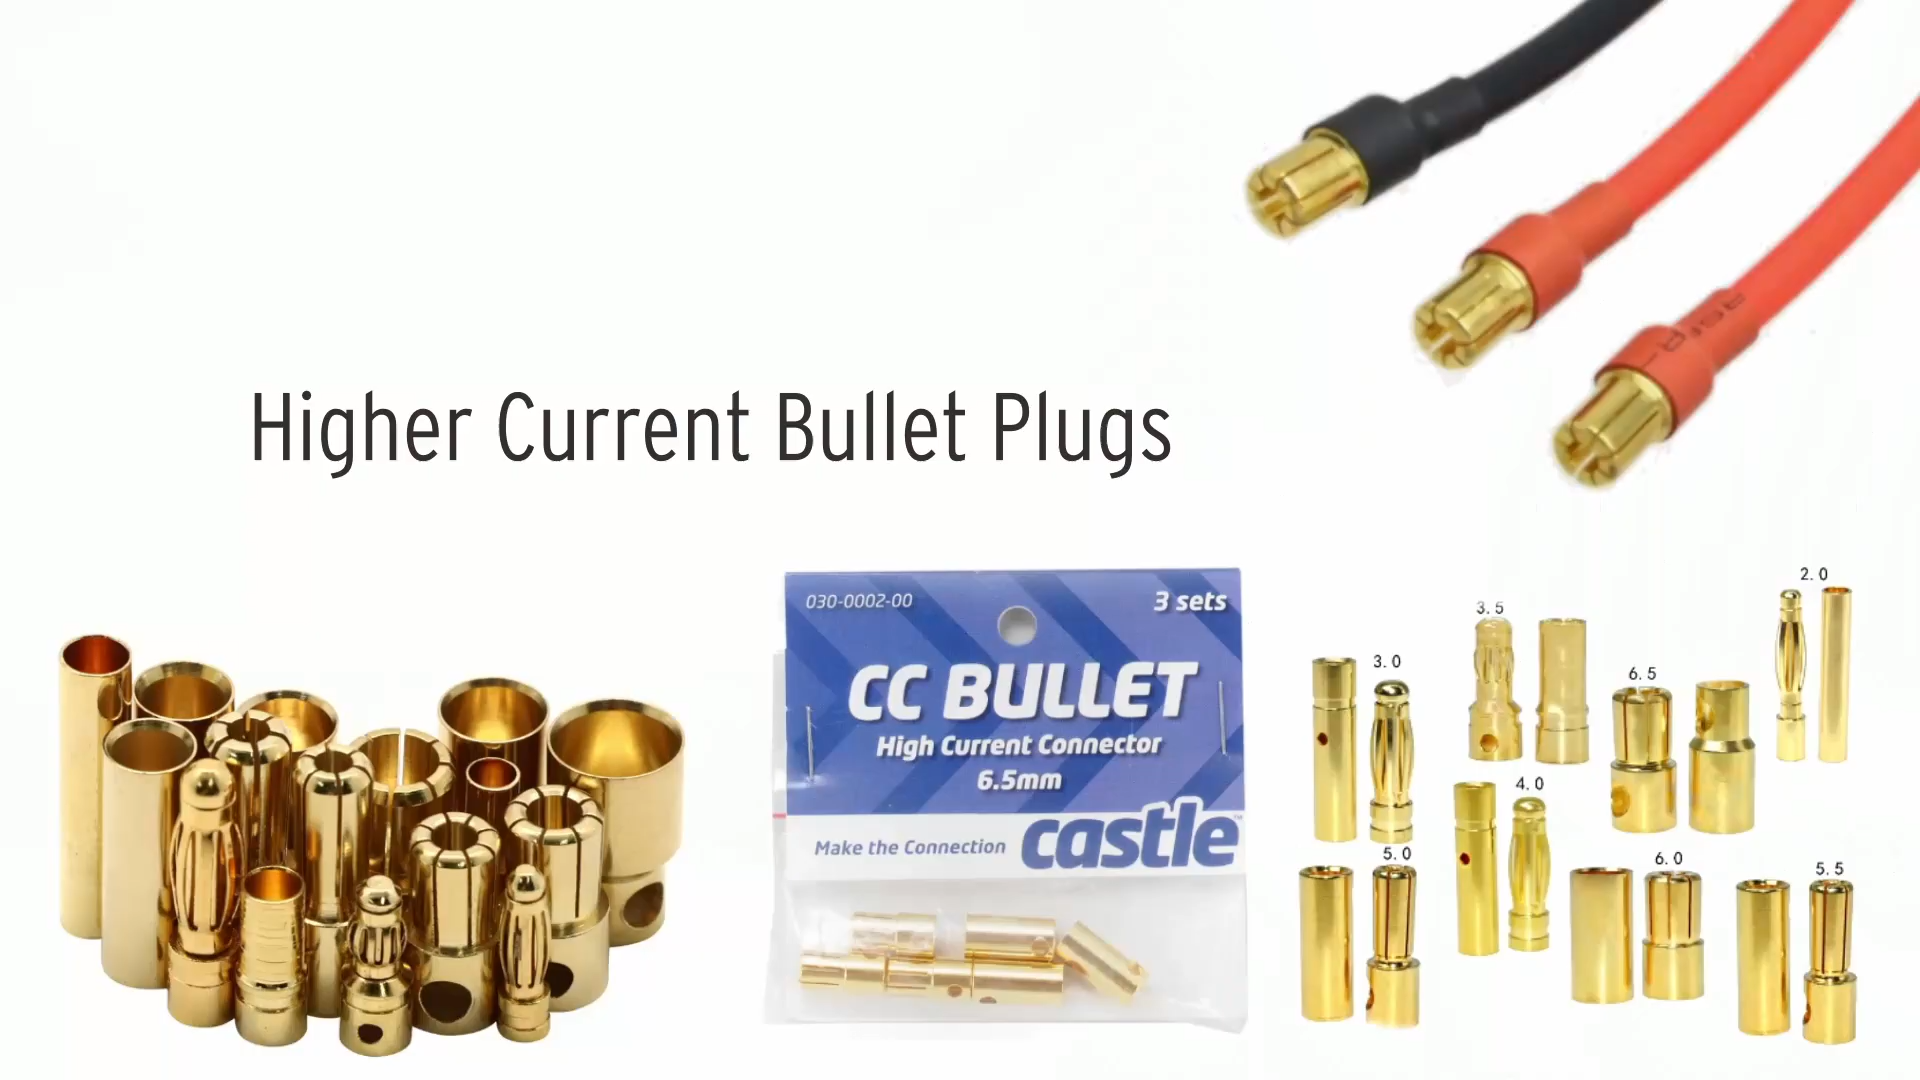 Higher Current Bullet Plugs
030-0002-00
3 sets
CC BULLET
High Current Connector
6.5mm
Make the Connection
castle
2.0
3.5
3.0
6.5
4.0
5.0
6.0
5.5